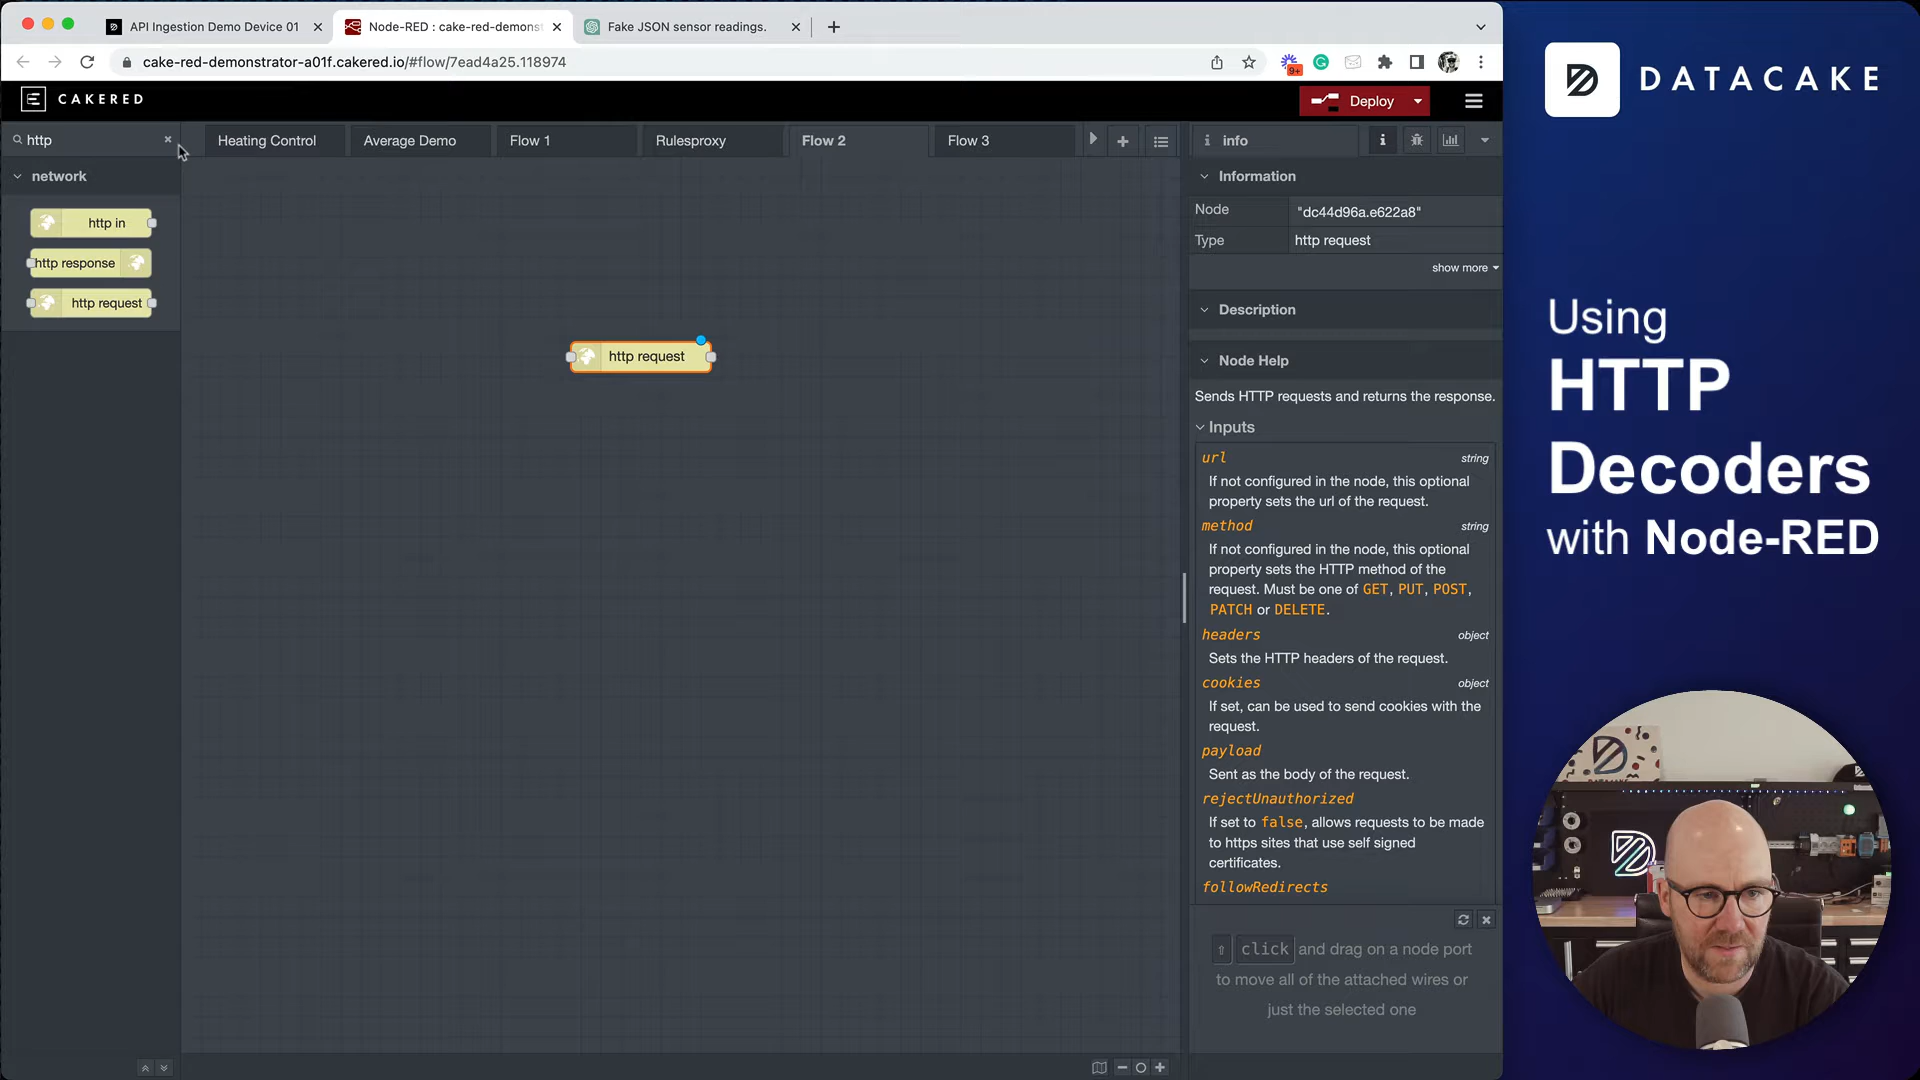 API Ingestion Demo Device 01
Node-RED : cake-red-demonst
Fake JSON sensor readings.
cake-red-demonstrator-a01f.cakered.io/#flow/7ead4a25.118974
9+
CAKERED
Deploy
http
Heating Control
Average Demo
Flow 1
Rulesproxy
Flow 2
Flow 3
info
network
http in
http response
http request
http request
Information
Node "dc44d96a.e622a8"
Type http request
show more
Description
Node Help
Sends HTTP requests and returns the response.
Inputs
url string
If not configured in the node, this optional
property sets the url of the request.
method string
If not configured in the node, this optional
property sets the HTTP method of the
request. Must be one of GET, PUT, POST,
PATCH or DELETE.
headers object
Sets the HTTP headers of the request.
cookies object
If set, can be used to send cookies with the
request.
payload
Sent as the body of the request.
rejectUnauthorized
If set to false, allows requests to be made
to https sites that use self signed
certificates.
followRedirects
⇧ click and drag on a node port
to move all of the attached wires or
just the selected one
DATACAKE
Using
HTTP
Decoders
with Node-RED
DATACAKE